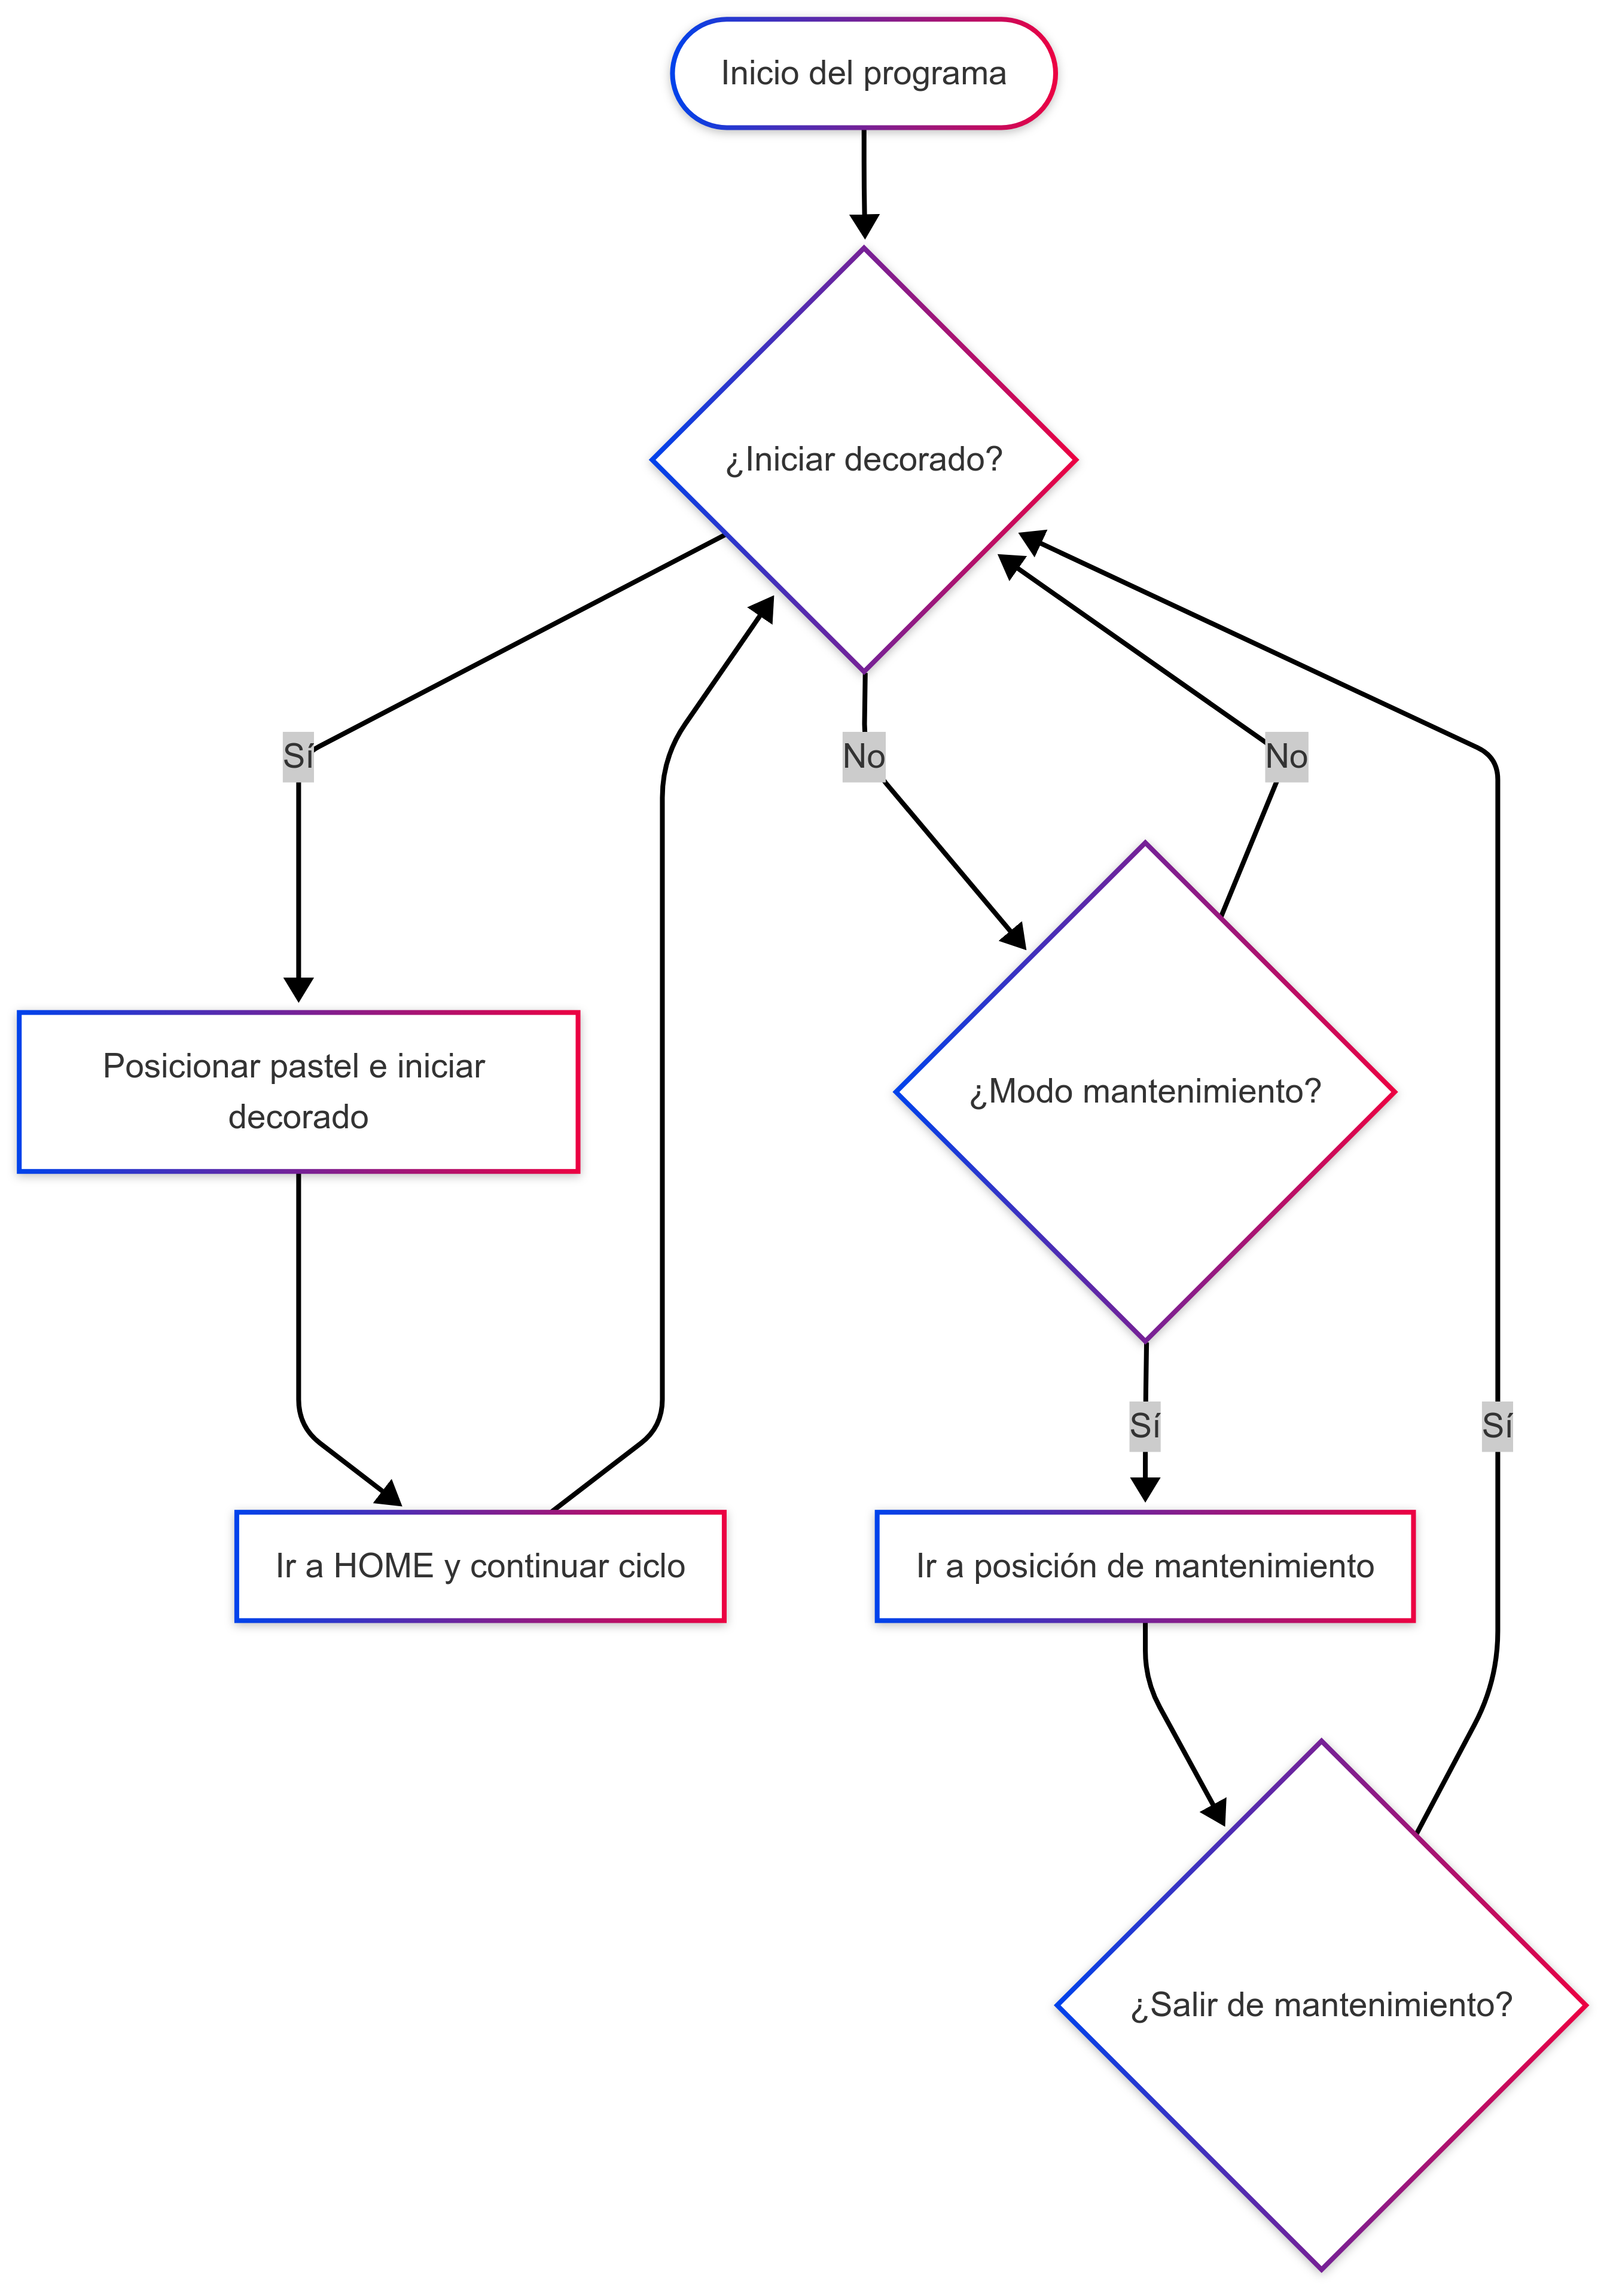 Inicio del programa
¿Iniciar decorado?
Sí
No
No
Posicionar pastel e iniciar
decorado
¿Modo mantenimiento?
Sí
Sí
Ir a HOME y continuar ciclo
Ir a posición de mantenimiento
¿Salir de mantenimiento?